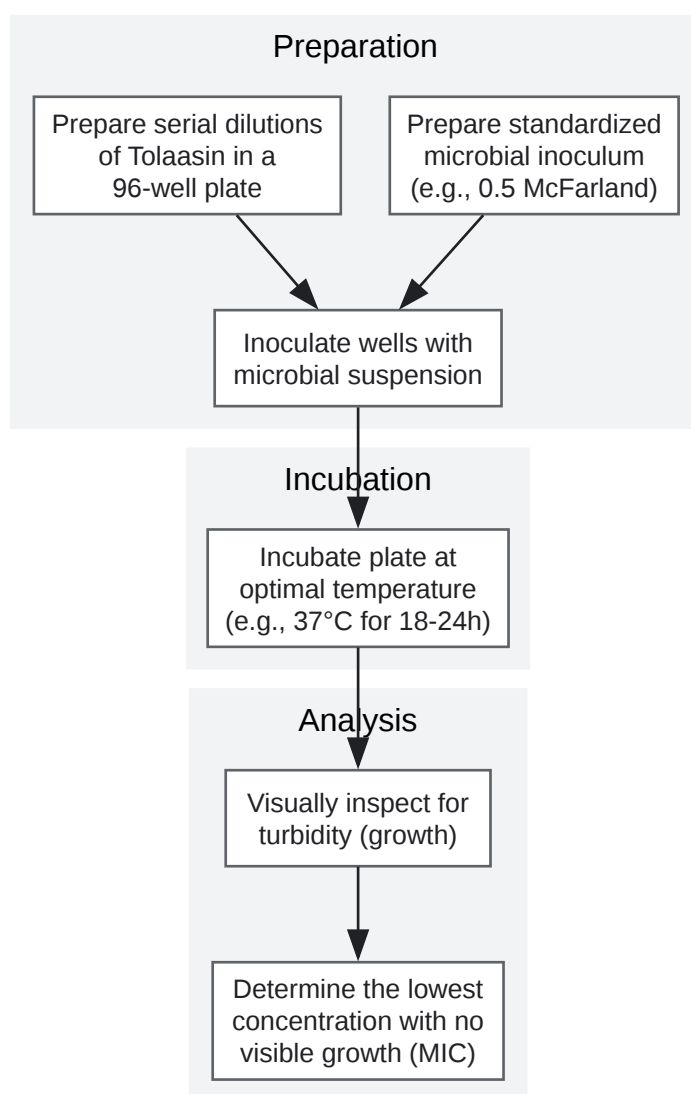 Preparation
Prepare serial dilutions
of Tolaasin in a
96-well plate
Prepare standardized
microbial inoculum
(e.g., 0.5 McFarland)
Inoculate wells with
microbial suspension
Incubation
Incubate plate at
optimal temperature
(e.g., 37°C for 18-24h)
Analysis
Visually inspect for
turbidity (growth)
Determine the lowest
concentration with no
visible growth (MIC)